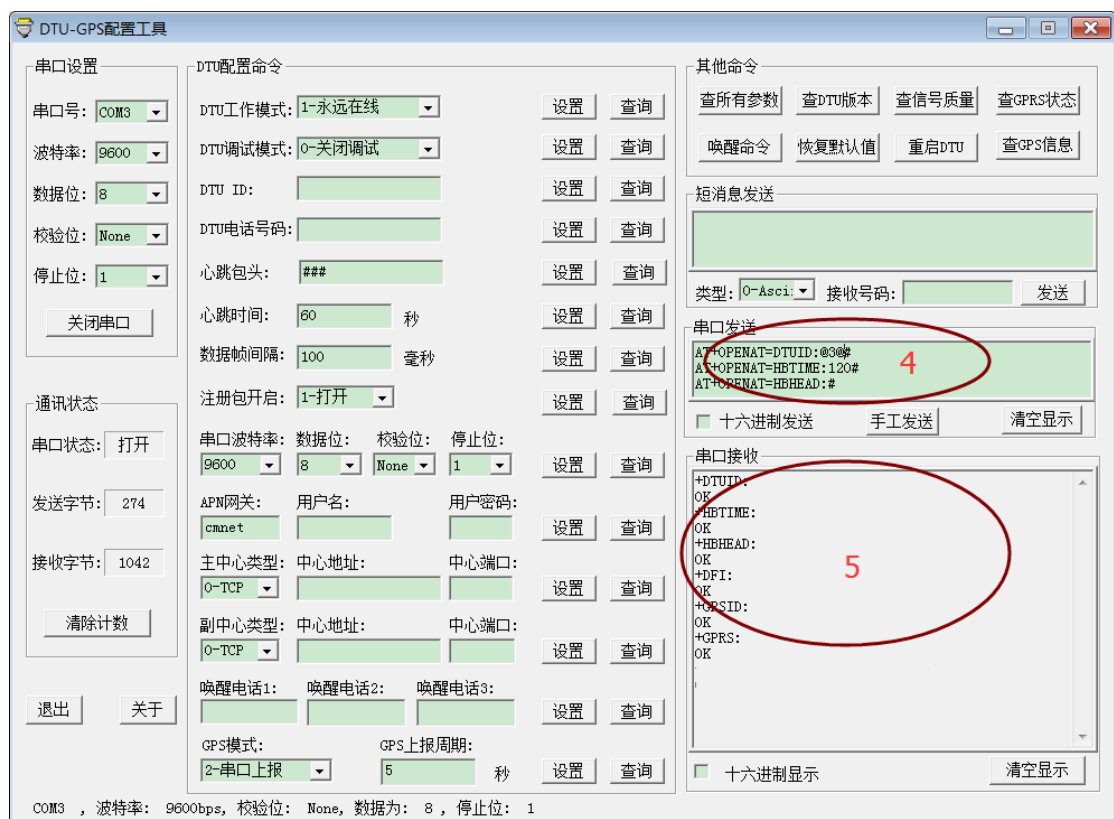 DTU-GPS配置工具
串口设置
串口号: COM3
波特率: 9600
数据位: 8
校验位: None
停止位: 1
关闭串口
通讯状态
串口状态: 打开
发送字节: 274
接收字节: 1042
清除计数
退出 关于
DTU配置命令
DTU工作模式: 1-永远在线 设置 查询
DTU调试模式: 0-关闭调试 设置 查询
DTU ID: 设置 查询
DTU电话号码: 设置 查询
心跳包头: ### 设置 查询
心跳时间: 60 秒 设置 查询
数据帧间隔: 100 毫秒 设置 查询
注册包开启: 1-打开 设置 查询
串口波特率: 数据位: 校验位: 停止位:
9600 8 None 1 设置 查询
APN网关: 用户名: 用户密码:
cmnet 设置 查询
主中心类型: 中心地址: 中心端口:
0-TCP 设置 查询
副中心类型: 中心地址: 中心端口:
0-TCP 设置 查询
唤醒电话1: 唤醒电话2: 唤醒电话3:
设置 查询
GPS模式: GPS上报周期:
2-串口上报 5 秒 设置 查询
其他命令
查所有参数 查DTU版本 查信号质量 查GPRS状态
唤醒命令 恢复默认值 重启DTU 查GPS信息
短消息发送
类型: 0-Asci: 接收号码: 发送
串口发送
AT+OPENAT=DTUID:@3@#
AT+OPENAT=HBTIME:120#
AT+OPENAT=HBHEAD:#
4
十六进制发送 手工发送 清空显示
串口接收
+DTUID:
OK
+HBTIME:
OK
+HBHEAD:
OK
+DFI:
OK
+GRSID:
OK
+GPRS:
OK
5
十六进制显示 清空显示
COM3 , 波特率: 9600bps, 校验位: None, 数据为: 8 , 停止位: 1